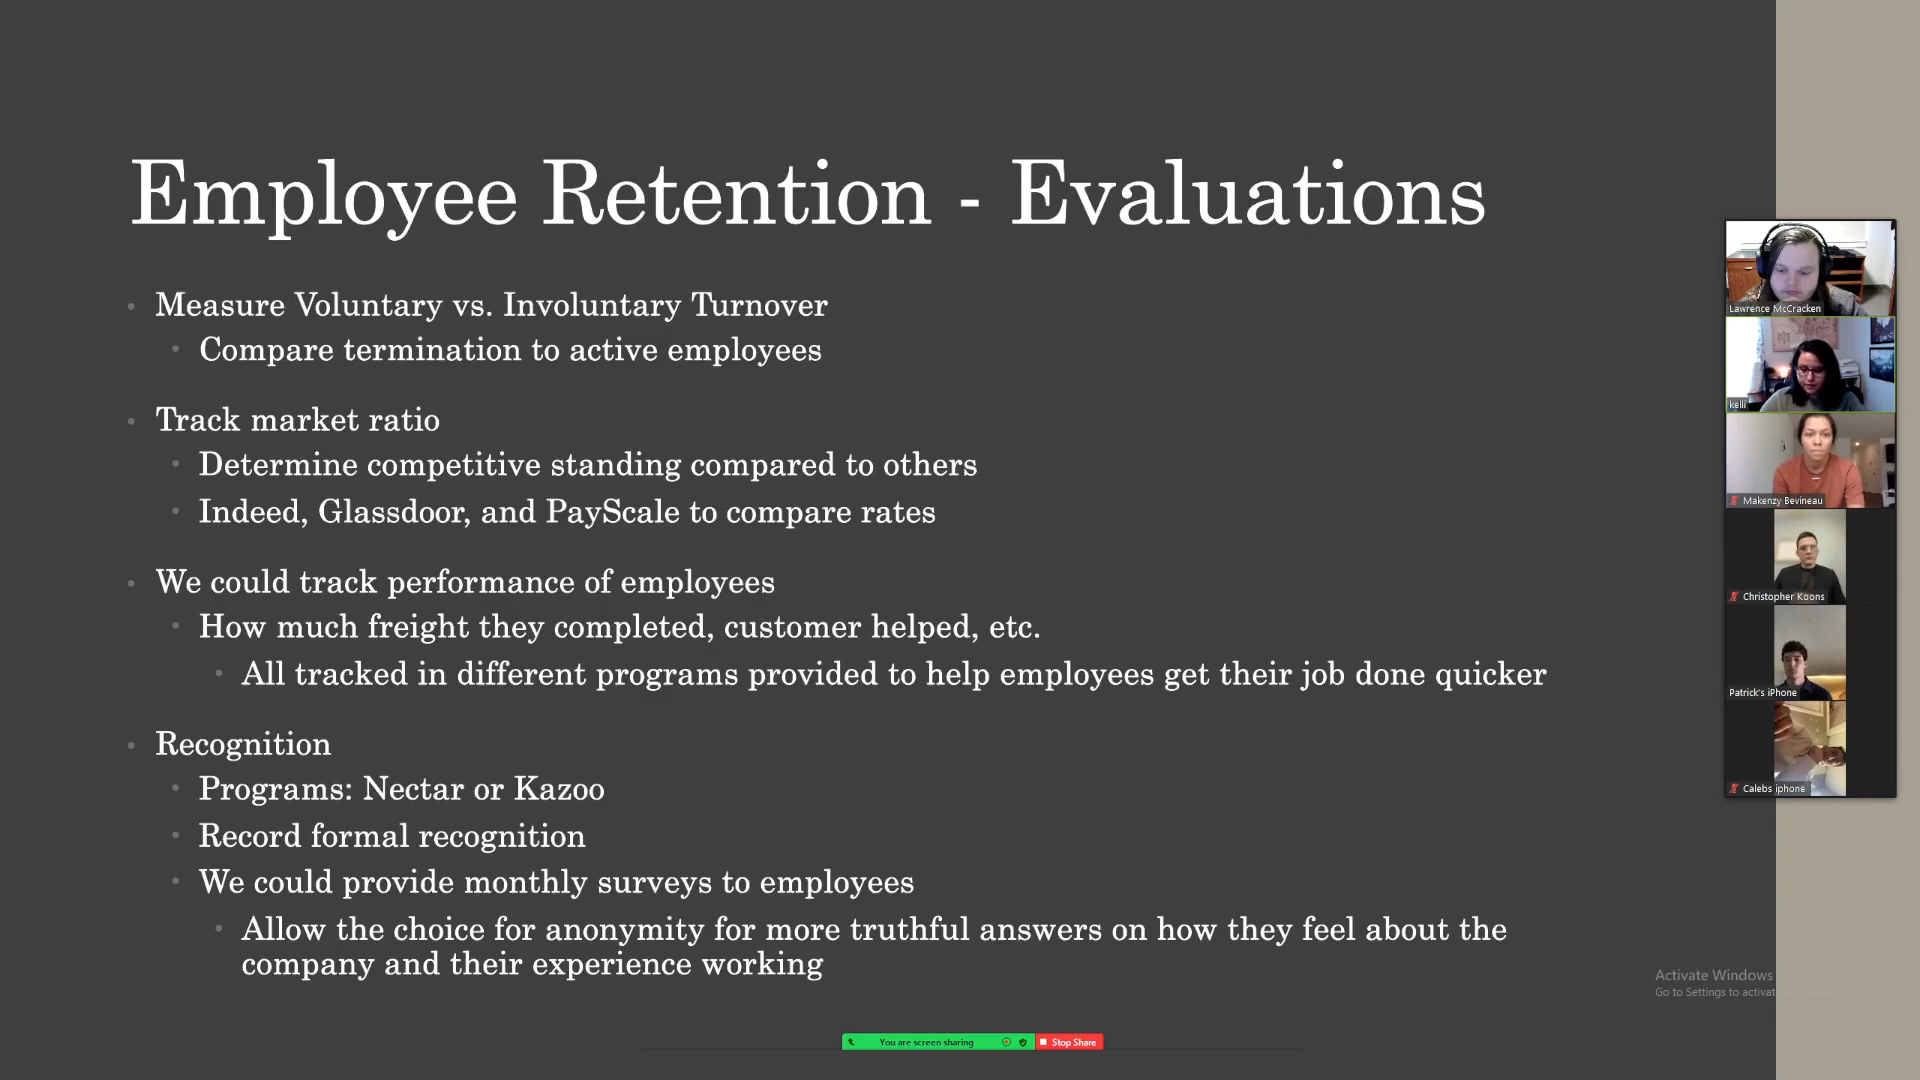 Employee Retention - Evaluations
Measure Voluntary vs. Involuntary Turnover
Compare termination to active employees
Track market ratio
Determine competitive standing compared to others
Indeed, Glassdoor, and PayScale to compare rates
We could track performance of employees
How much freight they completed, customer helped, etc.
All tracked in different programs provided to help employees get their job done quicker
Recognition
Programs: Nectar or Kazoo
Record formal recognition
We could provide monthly surveys to employees
Allow the choice for anonymity for more truthful answers on how they feel about the
company and their experience working
Lawrence McCracken
kelli
Makenzy Bevineau
Christopher Koons
Patrick's iPhone
Calebs iphone
Activate Windows
Go to Settings to activat
You are screen sharing
Stop Share